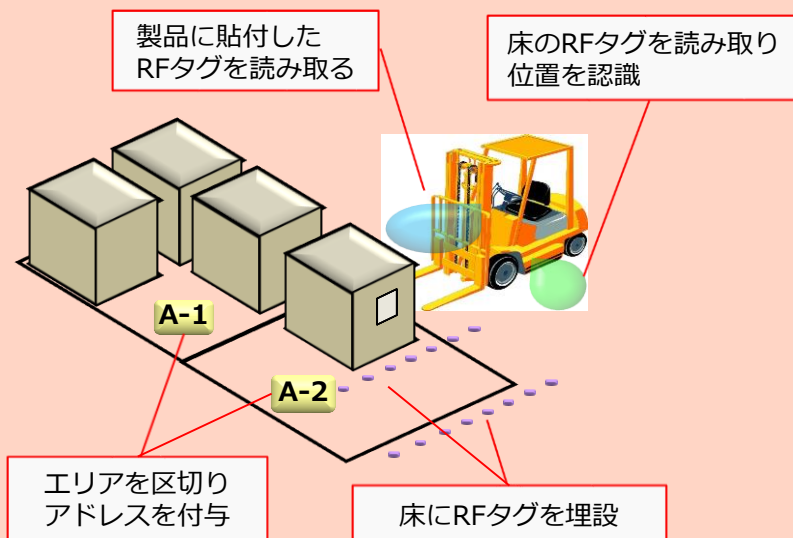 製品に貼付した
RFタグを読み取る
床のRFタグを読み取り
位置を認識
A-1
A-2
エリアを区切り
アドレスを付与
床にRFタグを埋設